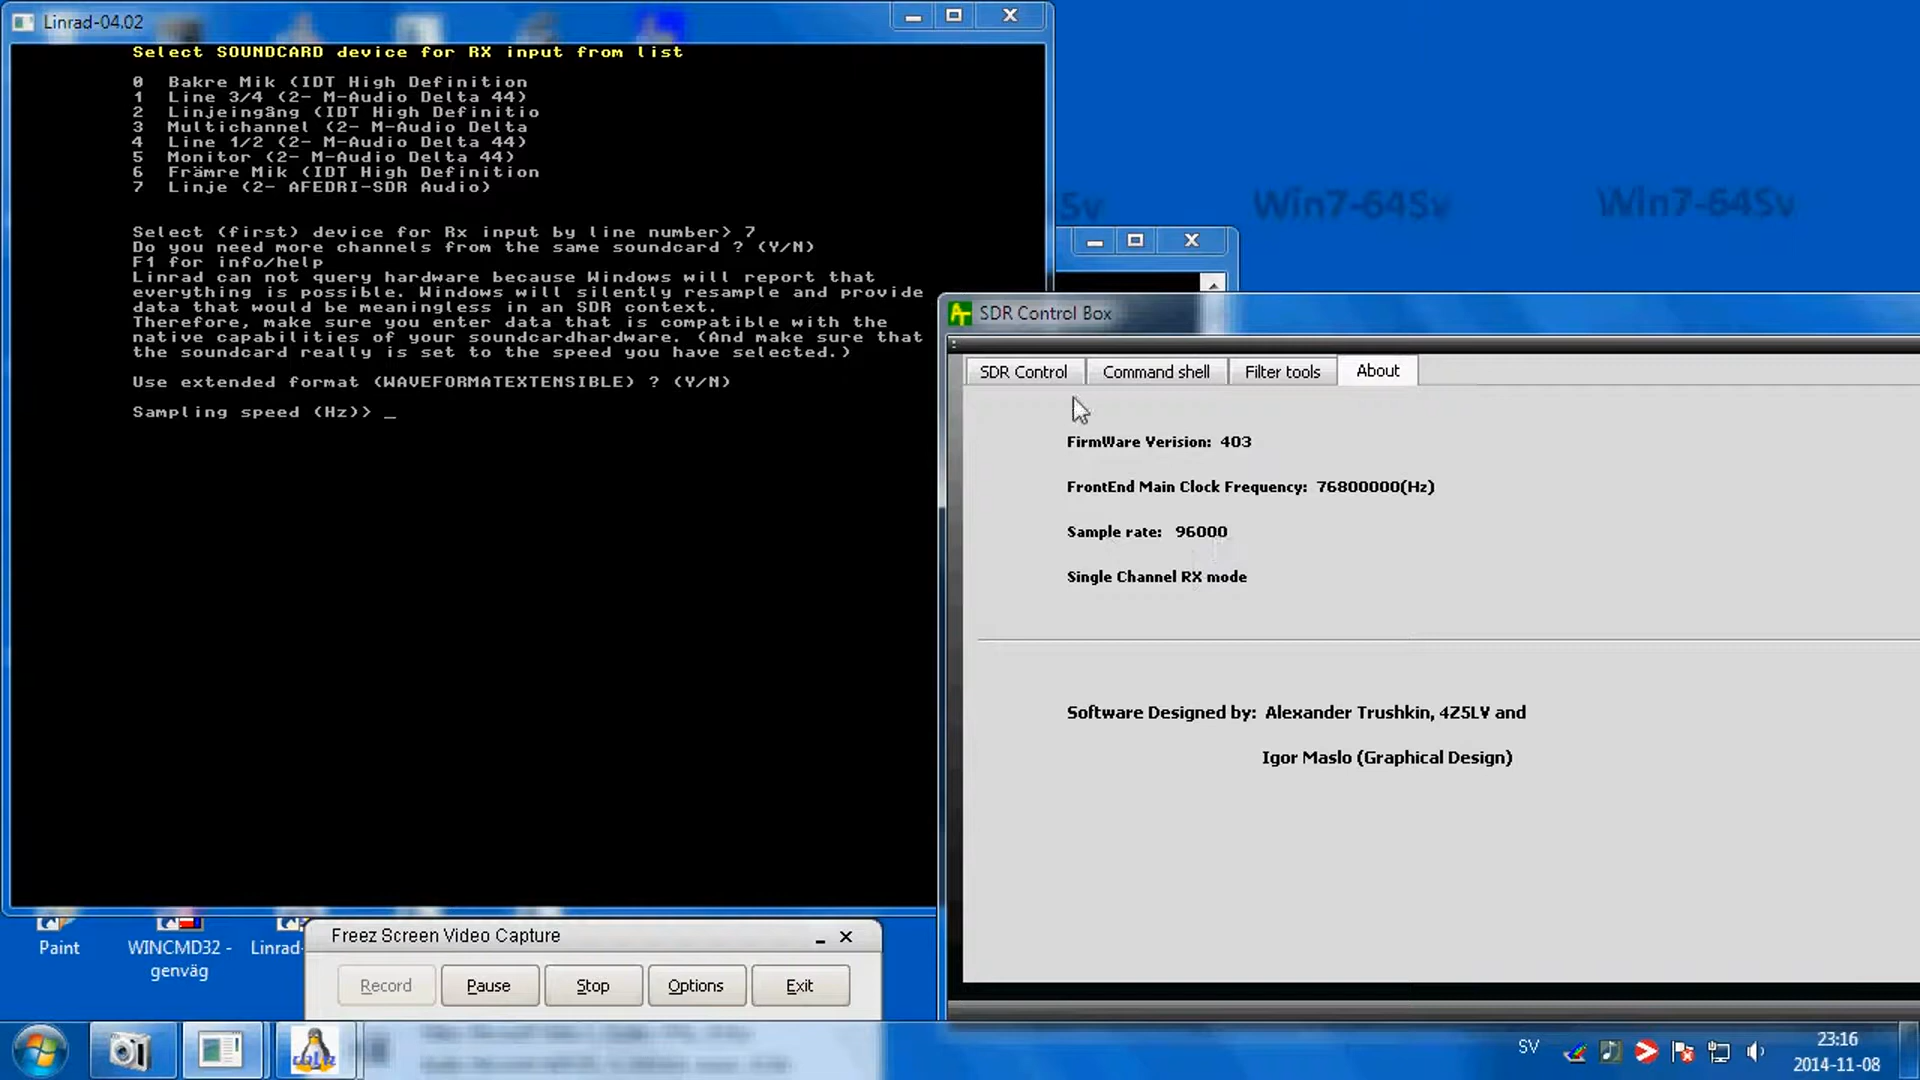 Linrad-04.02
Select SOUNDCARD device for RX input from list
0 Bakre Mik (IDT High Definition
1 Line 3/4 (2- M-Audio Delta 44)
2 Linjeingång (IDT High Definitio
3 Multichannel (2- M-Audio Delta
4 Line 1/2 (2- M-Audio Delta 44)
5 Monitor (2- M-Audio Delta 44)
6 Främre Mik (IDT High Definition
7 Linje (2- AFEDRI-SDR Audio)
Select (first) device for Rx input by line number> 7
Do you need more channels from the same soundcard ? (Y/N)
F1 for info/help
Linrad can not query hardware because Windows will report that
everything is possible. Windows will silently resample and provide
data that would be meaningless in an SDR context.
Therefore, make sure you enter data that is compatible with the
native capabilities of your soundcardhardware. (And make sure that
the soundcard really is set to the speed you have selected.)
Use extended format (WAVEFORMATEXTENSIBLE) ? (Y/N)
Sampling speed (Hz)> _
Sv Win7-64Sv Win7-64Sv
SDR Control Box
SDR Control Command shell Filter tools About
FirmWare Verision: 403
FrontEnd Main Clock Frequency: 76800000(Hz)
Sample rate: 96000
Single Channel RX mode
Software Designed by: Alexander Trushkin, 4Z5LV and
Igor Maslo (Graphical Design)
Paint
WINCMD32 -
genväg
Linrad-
Freez Screen Video Capture
Record Pause Stop Options Exit
SV
23:16
2014-11-08